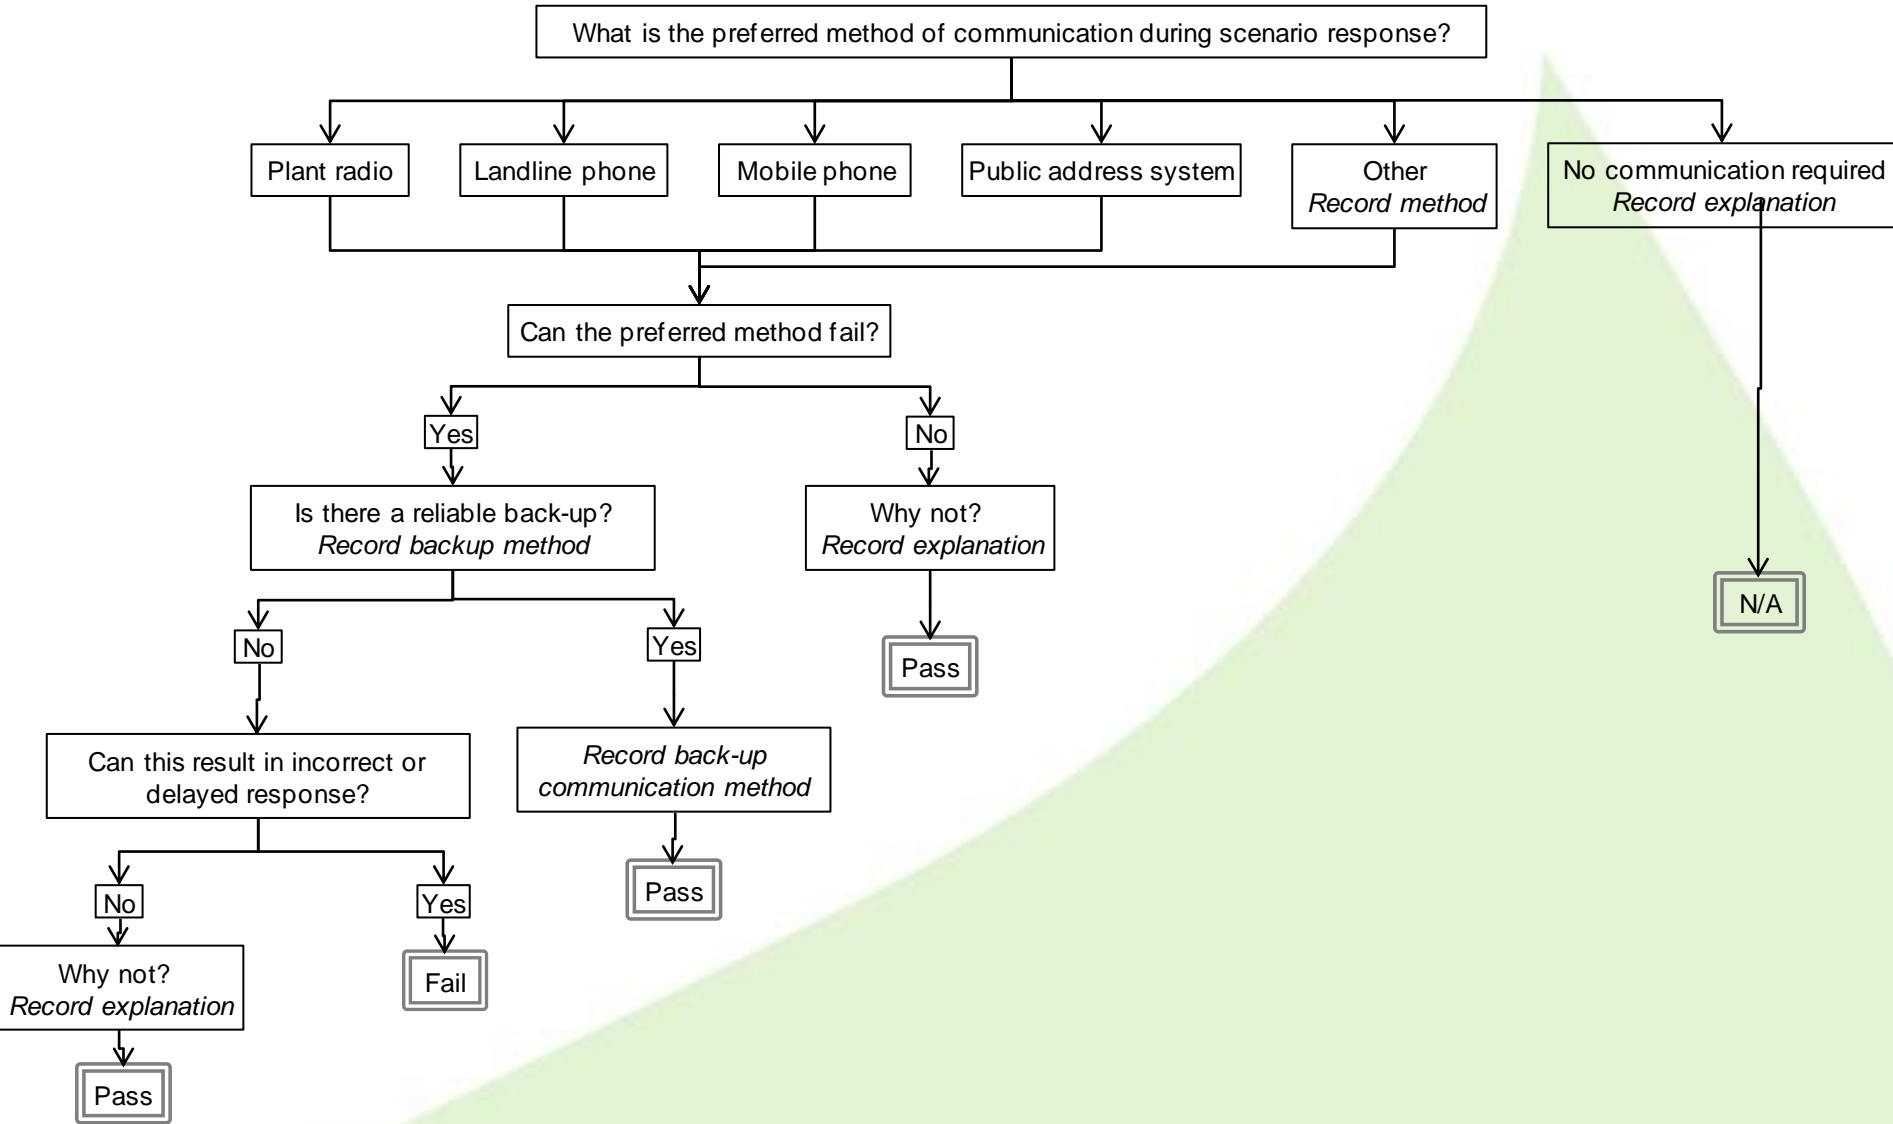 What is the preferred method of communication during scenario response?
Plant radio
Landline phone
Mobile phone
Public address system
Other
Record method
No communication required
Record explanation
Can the preferred method fail?
Yes
No
Is there a reliable back-up?
Record backup method
Why not?
Record explanation
N/A
No
Yes
Pass
Can this result in incorrect or
delayed response?
Record back-up
communication method
No
Yes
Pass
Why not?
Record explanation
Fail
Pass